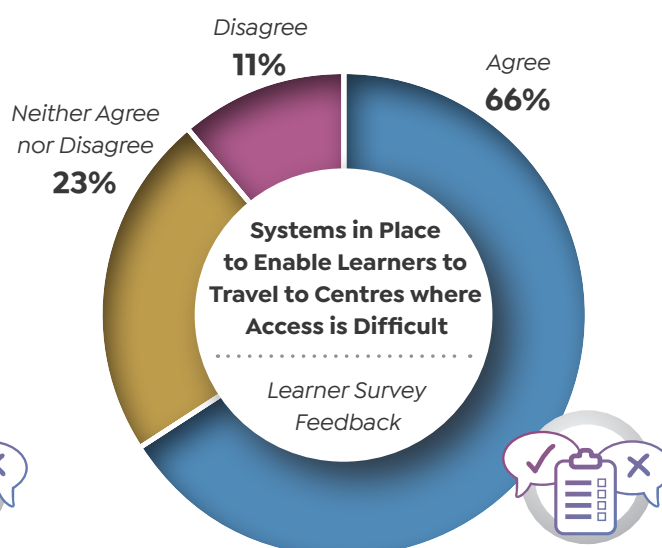 Disagree
11%
Agree
66%
Neither Agree
nor Disagree
23%
Systems in Place
to Enable Learners to
Travel to Centres where
Access is Difficult
Learner Survey
Feedback